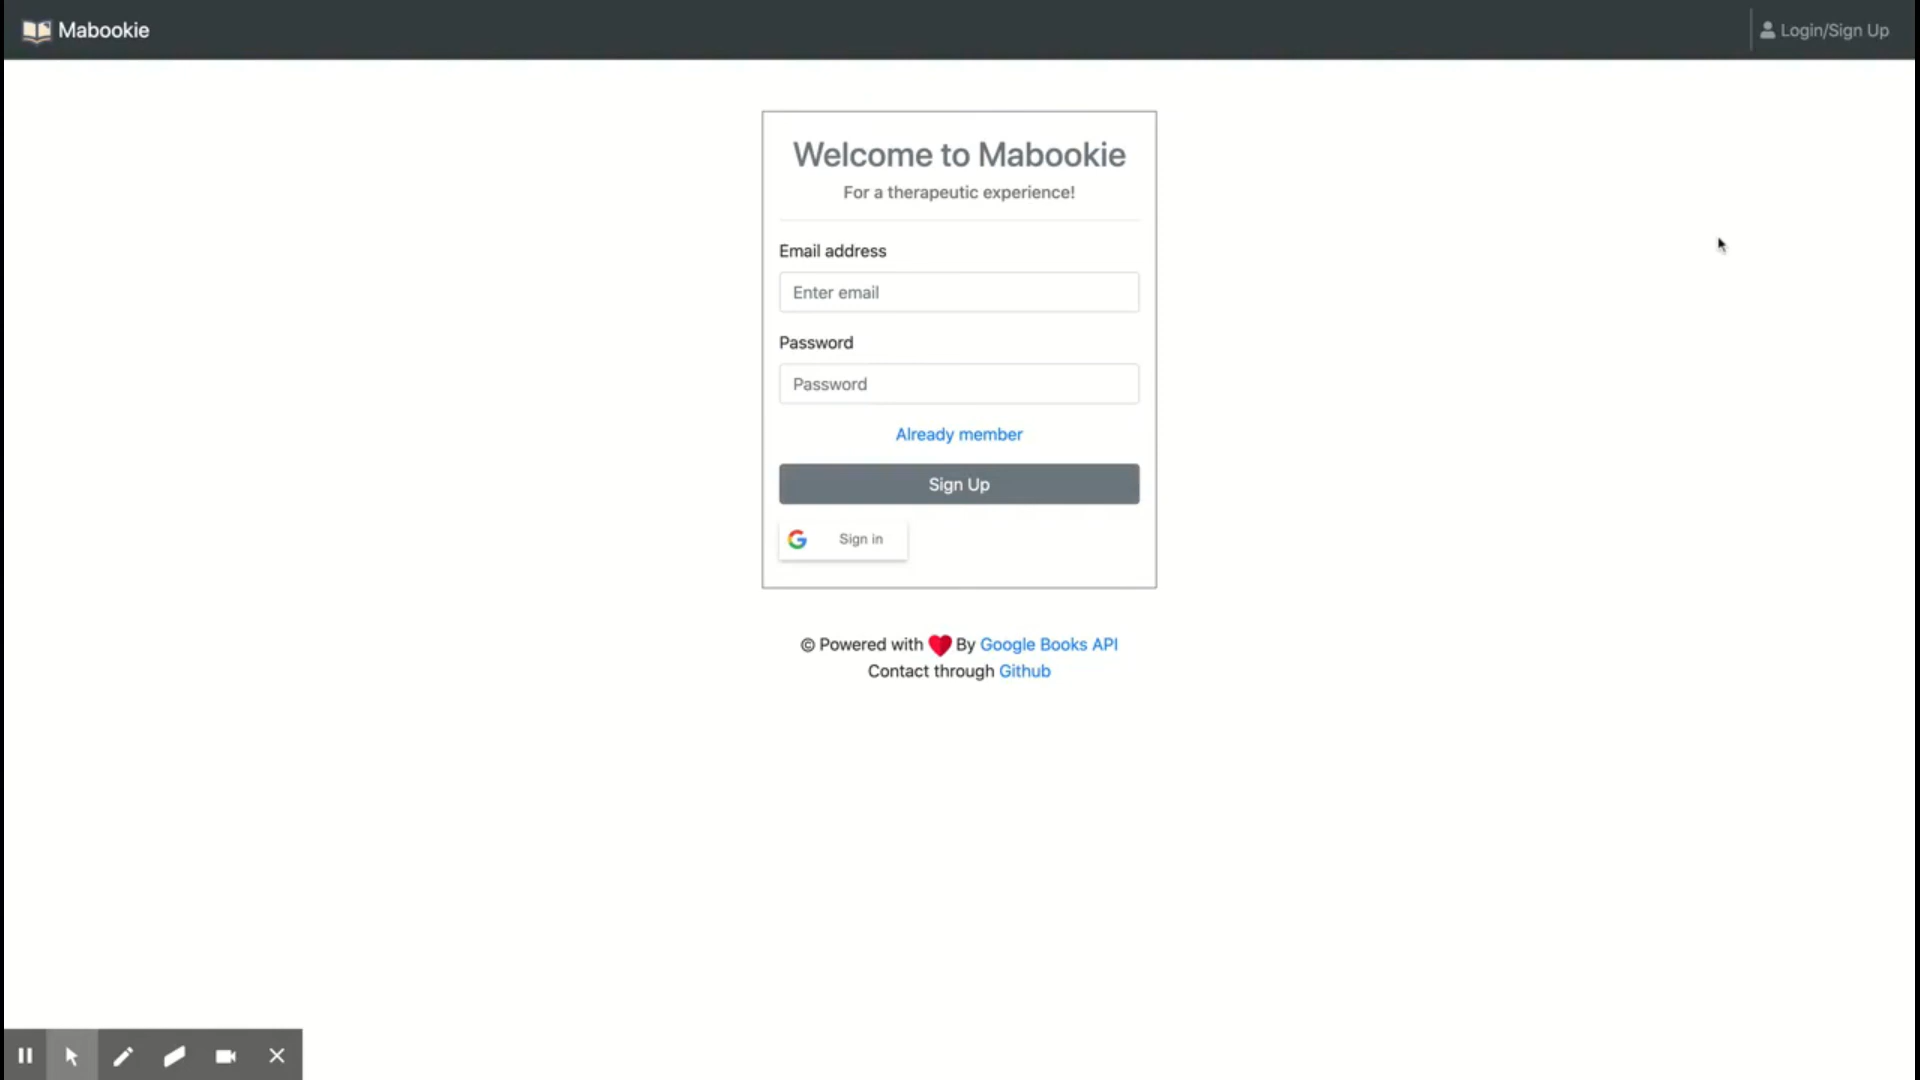 Mabookie
Login/Sign Up
Welcome to Mabookie
For a therapeutic experience!
Email address
Enter email
Password
Password
Already member
Sign Up
Sign in
© Powered with ❤ By Google Books API
Contact through Github